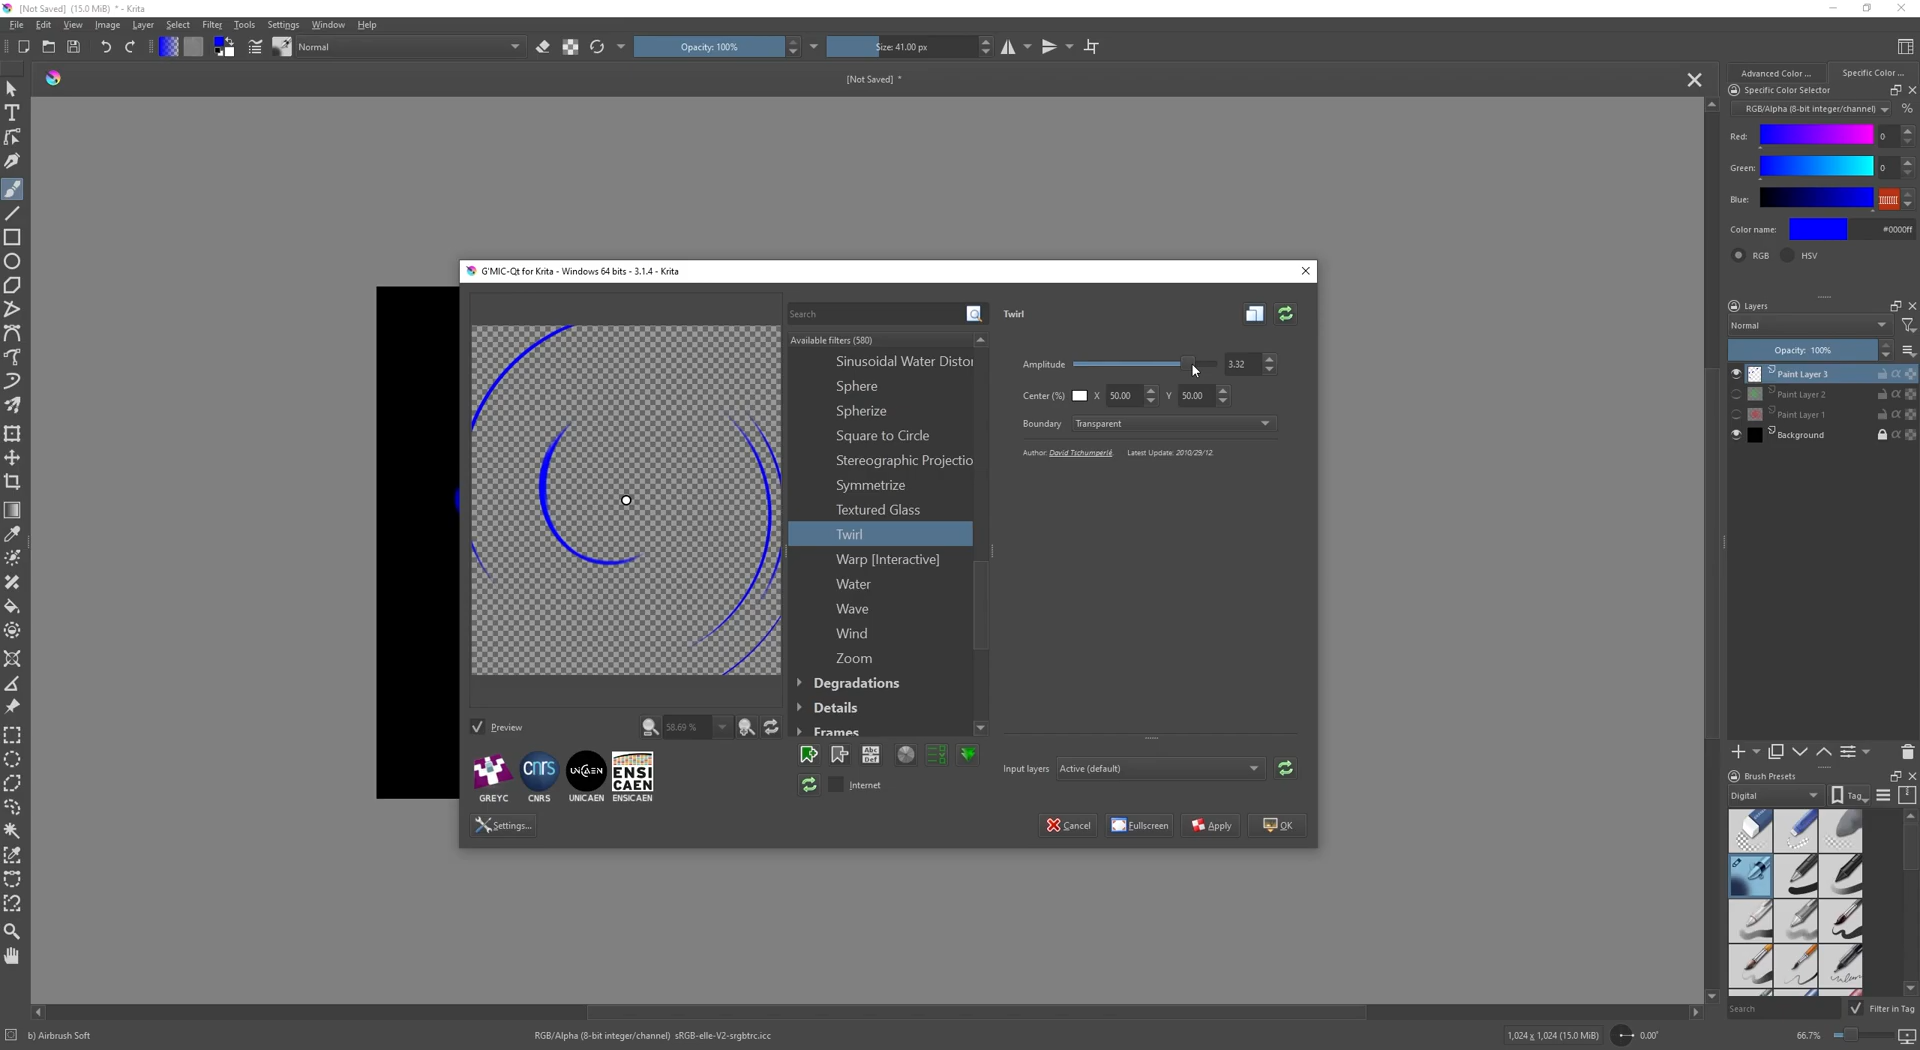 [Not Saved] (15.0 MiB) * - Krita
File Edit View Image Layer Select Filter Tools Settings Window Help
Normal
Opacity: 100%
Size: 41.00 px
[Not Saved] *
Advanced Color ... Specific Color ...
Specific Color Selector
RGB/Alpha (8-bit integer/channel) %
Red: 0
Green: 0
Blue:
Color name: #0000ff
RGB HSV
Layers
Normal
Opacity: 100%
Paint Layer 3
Paint Layer 2
Paint Layer 1
Background
G'MIC-Qt for Krita - Windows 64 bits - 3.1.4 - Krita
Search
Available filters (580)
Sinusoidal Water Distor
Sphere
Spherize
Square to Circle
Stereographic Projectio
Symmetrize
Textured Glass
Twirl
Warp [Interactive]
Water
Wave
Wind
Zoom
Degradations
Details
Frames
Twirl
Amplitude 3.32
Center (%) X 50.00 Y 50.00
Boundary Transparent
Author: David Tschumperlé. Latest Update: 2010/29/12.
Preview
58.69 %
GREYC
CNRS
UNICAEN
ENSICAEN
cnrs
UNICAEN
ENSI
CAEN
Abc
Def
Internet
Input layers Active (default)
Settings...
Cancel
Fullscreen
Apply
OK
Brush Presets
Digital
Tag
Search
Filter in Tag
b) Airbrush Soft
RGB/Alpha (8-bit integer/channel) sRGB-elle-V2-srgbtrc.icc
1,024 x 1,024 (15.0 MiB)
0.00°
66.7%